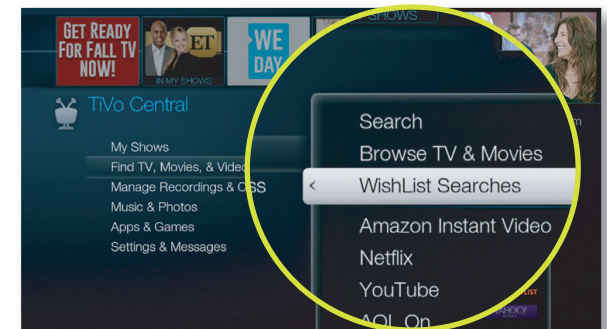 GET READY
FOR FALL TV
NOW!
ET
IN MY SHOWS
WE
DAY
SHOWS
TiVo Central
My Shows
Find TV, Movies, & Video
Manage Recordings &
Music & Photos
Apps & Games
Settings & Messages
Search
Browse TV & Movies
< WishList Searches
Amazon Instant Video
Netflix
YouTube
AOL On
YAHOO!